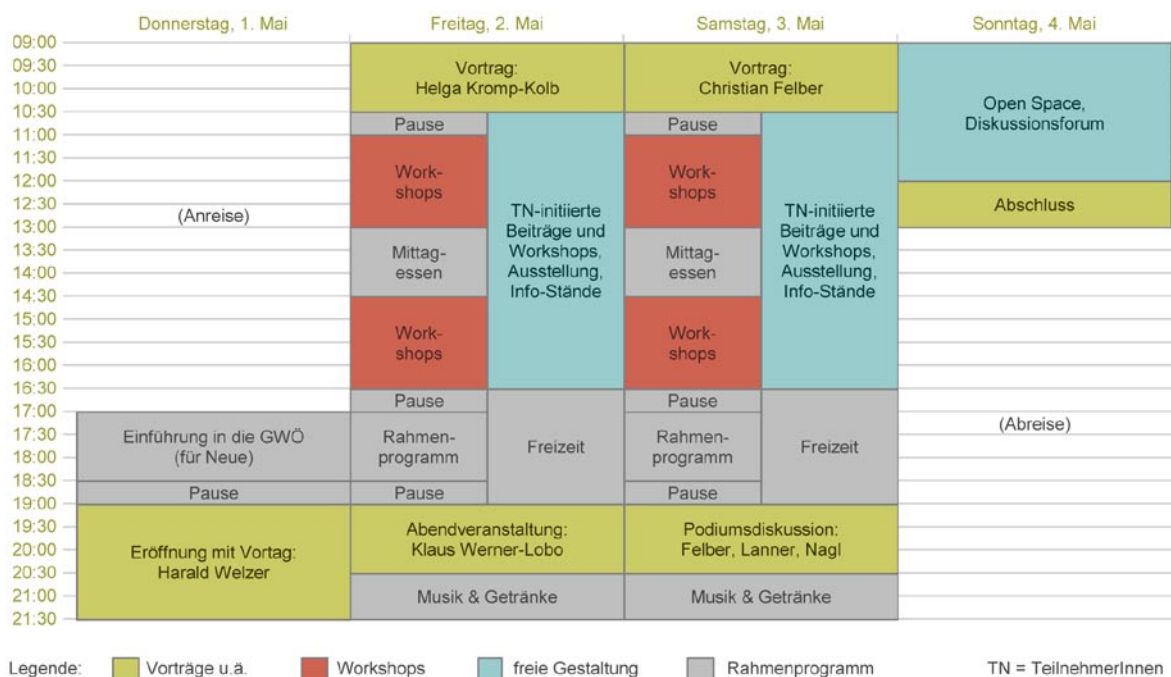 Donnerstag, 1. Mai
Freitag, 2. Mai
Samstag, 3. Mai
Sonntag, 4. Mai
09:00
09:30
10:00
10:30
11:00
11:30
12:00
12:30
13:00
13:30
14:00
14:30
15:00
15:30
16:00
16:30
17:00
17:30
18:00
18:30
19:00
19:30
20:00
20:30
21:00
21:30
(Anreise)
Einführung in die GWÖ
(für Neue)
Pause
Eröffnung mit Vortag:
Harald Welzer
Vortrag:
Helga Kromp-Kolb
Pause
Work-
shops
Mittag-
essen
Work-
shops
Pause
Rahmen-
programm
Pause
TN-initiierte
Beiträge und
Workshops,
Ausstellung,
Info-Stände
Freizeit
Abendveranstaltung:
Klaus Werner-Lobo
Musik & Getränke
Vortrag:
Christian Felber
Pause
Work-
shops
Mittag-
essen
Work-
shops
Pause
Rahmen-
programm
Pause
TN-initiierte
Beiträge und
Workshops,
Ausstellung,
Info-Stände
Freizeit
Podiumsdiskussion:
Felber, Lanner, Nagl
Musik & Getränke
Open Space,
Diskussionsforum
Abschluss
(Abreise)
Legende:
Vorträge u.ä.
Workshops
freie Gestaltung
Rahmenprogramm
TN = TeilnehmerInnen